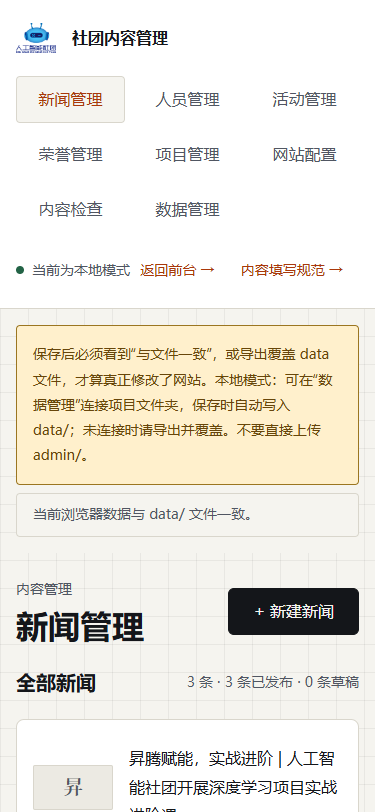 人工智能社团
社团内容管理
新闻管理 人员管理 活动管理
荣誉管理 项目管理 网站配置
内容检查 数据管理
当前为本地模式 返回前台 → 内容填写规范 →
保存后必须看到“与文件一致”，或导出覆盖 data
文件，才算真正修改了网站。本地模式：可在“数
据管理”连接项目文件夹，保存时自动写入
data/；未连接时请导出并覆盖。不要直接上传
admin/。
当前浏览器数据与 data/ 文件一致。
内容管理
新闻管理
+ 新建新闻
全部新闻
3 条 · 3 条已发布 · 0 条草稿
昇
昇腾赋能，实战进阶 | 人工智
能社团开展深度学习项目实战